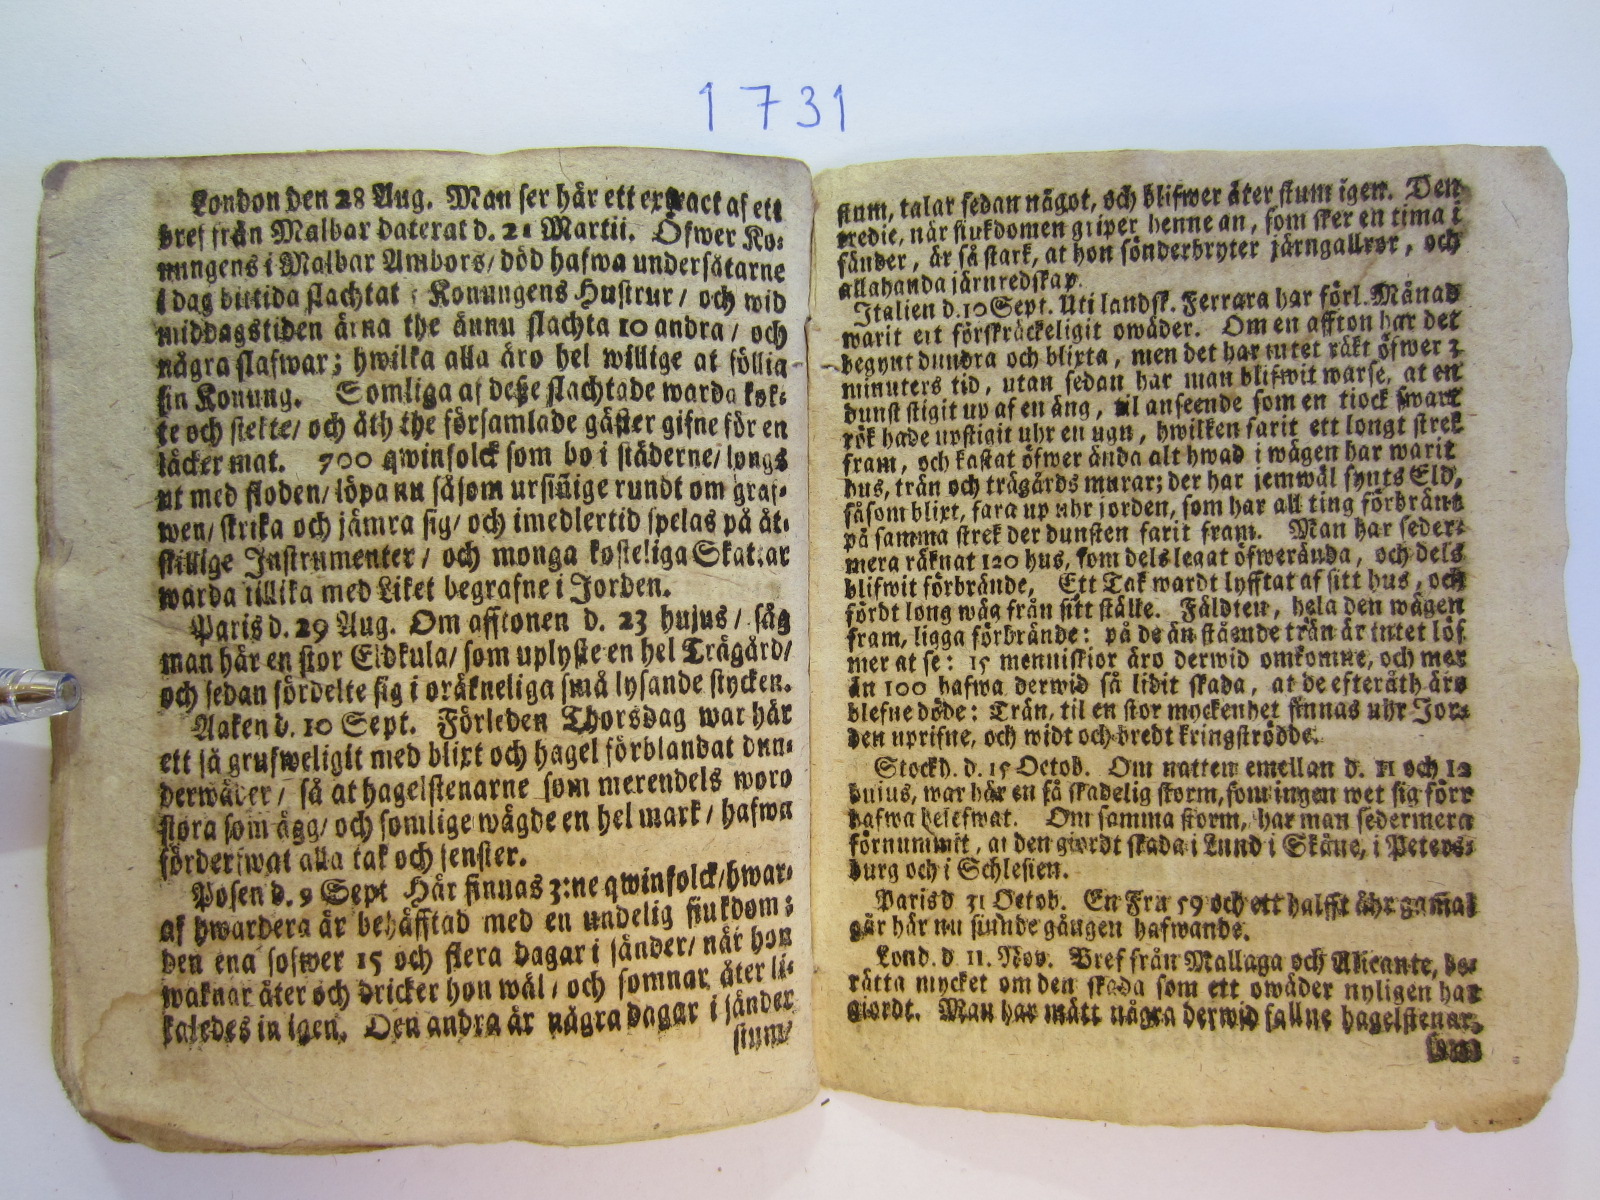 1731
London den 28 Aug. Man ser här ett extract af ett
bref från Malbar daterat d. 21 Martii. Öfwer Ko-
nungens i Malbar Ambors/ död hafwa undersåtarne
i dag bittida slachtat Konungens Hustrur/ och wid
middagstiden ärna the ännu slachta 10 andra/ och
några slafwar; hwilka alla äro hel willige at föllia
sin Konung. Somliga af deße slachtade warda kok-
te och stekte/ och åth the församlade gäster gifne för en
läcker mat. 700 qwinfolck som bo i städerne/ longs
ut med floden/ löpa nu såsom ursinnige rundt om graf-
wen/ skrika och jämra sig/ och imedlertid spelas på åt-
skillige Instrumenter/ och monga kosteliga Skattar
warda tillika med Liket begrafne i Jorden.
Paris d. 29 Aug. Om afftonen d. 23 hujus/ såg
man här en stor Eldkula/ som uplyste en hel Trägård/
och sedan fördelte sig i oräkneliga små lysande stycken.
Aaken d. 10 Sept. Förleden Thorsdag war här
ett så grufweligit med blixt och hagel förblandat dun-
derwäder/ så at hagelstenarne som merendels woro
stora som ägg/ och somlige wägde en hel mark/ hafwa
förderfwat alla tak och fenster.
Posen d. 9 Sept Här finnas 3:ne qwinfolck/ hwar-
af hwardera är behäfftad med en undelig siukdom;
den ena sofwer 15 och flera dagar i sänder/ när hon
waknar åter och dricker hon wäl/ och somnar åter li-
kaledes in igen. Den andra är några dagar i sänder
stum/
stum, talar sedan något, och blifwer åter stum igen. Den
tredie, när siukdomen griper henne an, som sker en tima i
sänder, är så stark, at hon sönderbryter järngallror, och
allahanda järnredskap.
Italien d. 10 Sept. Uti landsk. Ferrara har förl. Månad
warit ett förskräckeligit owäder. Om en affton har det
begynt dundra och blixta, men det har intet räkt öfwer 3
minuters tid, utan sedan har man blifwit warse, at en
dunst stigit up af en äng, til anseende som en tiock swart
rök hade upstigit uhr en ugn, hwilken farit ett longt strek
fram, och kastat öfwer ända alt hwad i wägen har warit
hus, trän och trägårds murar; der har jemwäl synts Eld,
såsom blixt, fara up uhr jorden, som har all ting förbränt
på samma strek der dunsten farit fram. Man har seder-
mera räknat 120 hus, som dels legat öfwerända, och dels
blifwit förbrände, Ett Tak wardt lyfftat af sitt hus, och
fördt long wäg från sitt ställe. Fäldten, hela den wägen
fram, ligga förbrände: på de än stående trän är intet löf
mer at se: 15 menniskior äro derwid omkomne, och mer
än 100 hafwa derwid så lidit skada, at de efteråth äro
blefne döde: Trän, til en stor myckenhet finnas uhr Jor-
den uprifne, och widt och bredt kringströdde.
Stockh. d. 15 Octob. Om natten emellan d. 11 och 12
hujus, war här en så skadelig storm, som ingen wet sig förr
hafwa belefwat. Om samma storm, har man sedermera
förnummit, at den giordt skada i Lund i Skåne, i Peters-
burg och i Schlesien.
Paris d 31 Octob. En Fru 59 och ett halfft åhr gammal
går här nu siunde gången hafwande.
Lond. d 11. Nov. Bref från Mallaga och Alicante, be-
rätta mycket om den skada som ett owäder nyligen har
giordt. Man har mått några derwid fallne hagelstenar,
som